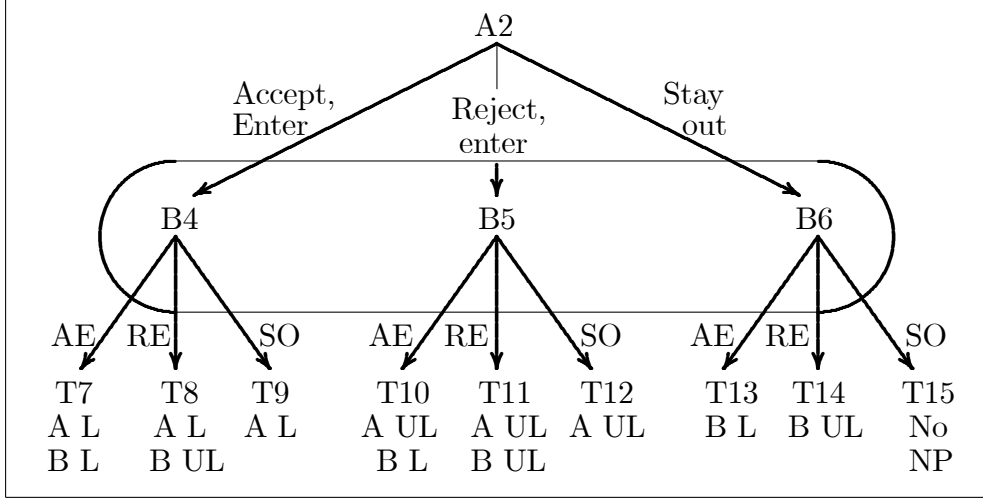 A2
Accept,
Enter
Reject,
enter
Stay
out
B4 B5 B6
AE RE SO AE RE SO AE RE SO
T7 T8 T9 T10 T11 T12 T13 T14 T15
A L A L A L A UL A UL A UL B L B UL No
B L B UL B L B UL NP